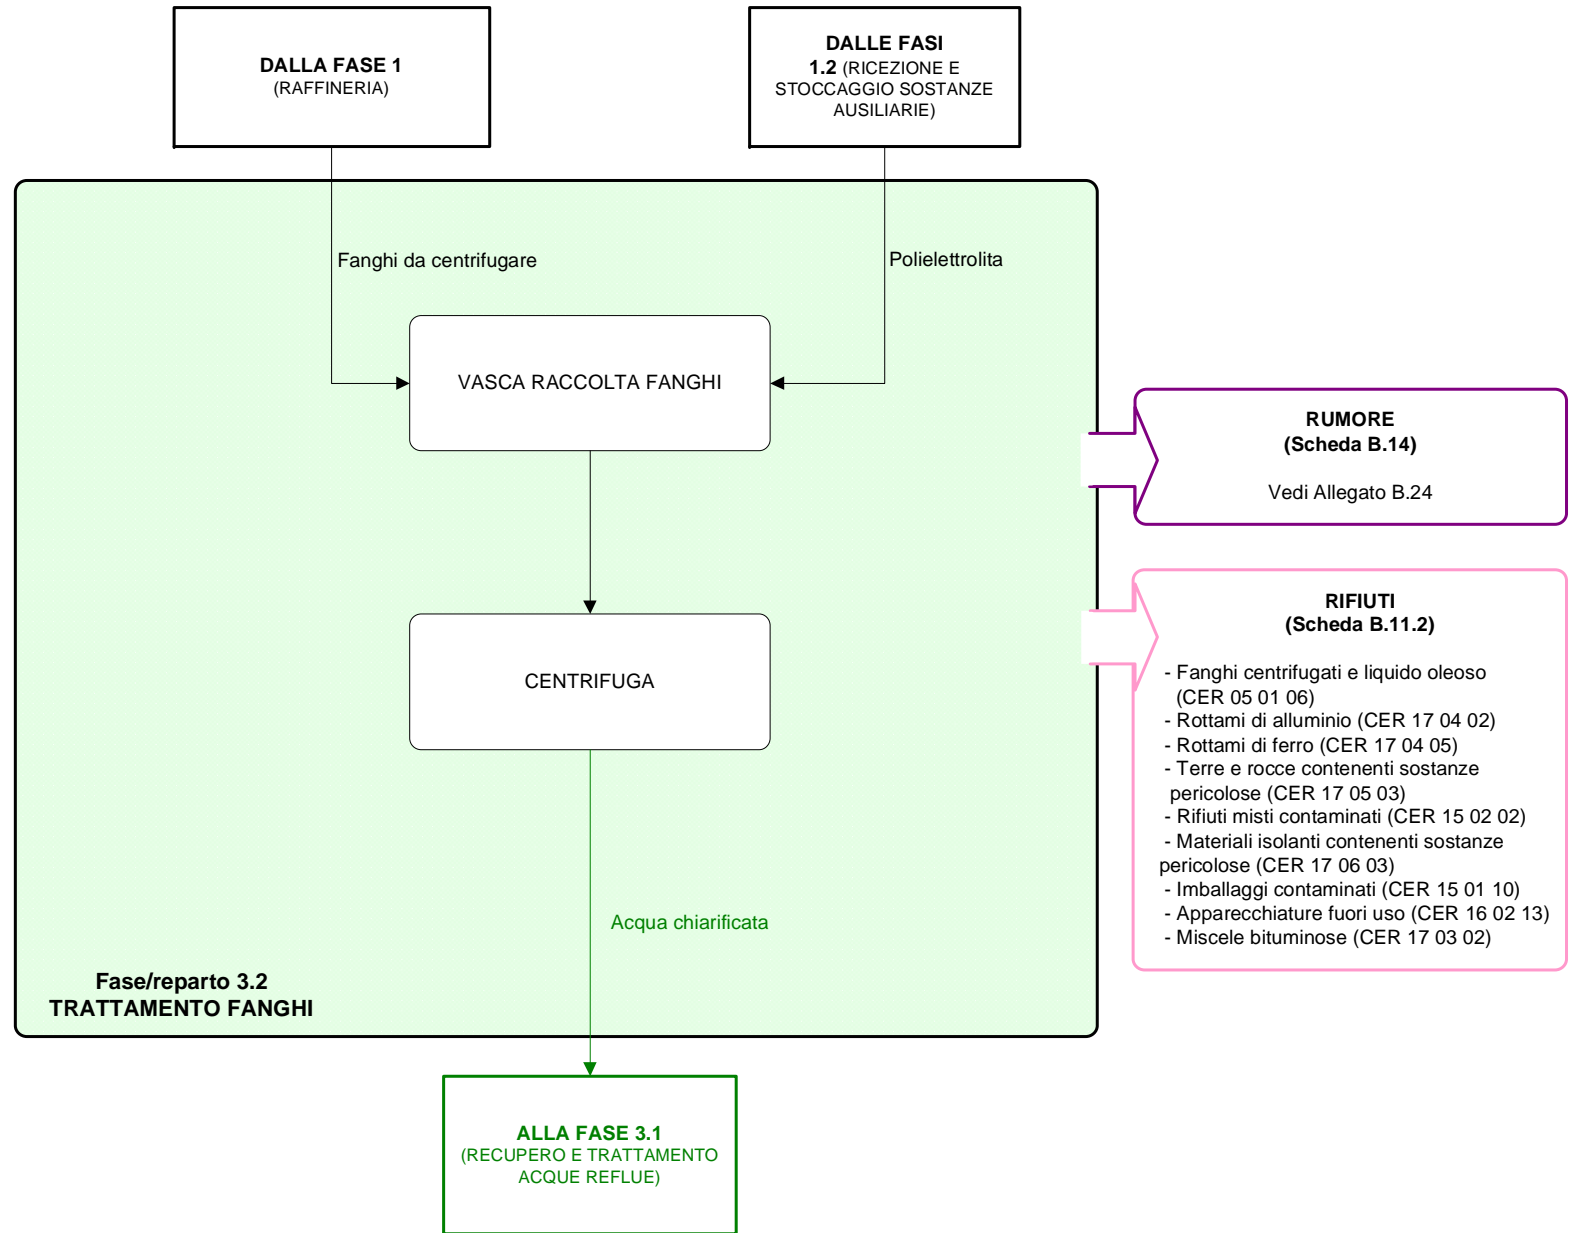 DALLA FASE 1
(RAFFINERIA)
DALLE FASI
1.2 (RICEZIONE E
STOCCAGGIO SOSTANZE
AUSILIARIE)
Fanghi da centrifugare
Polielettrolita
VASCA RACCOLTA FANGHI
RUMORE
(Scheda B.14)
Vedi Allegato B.24
CENTRIFUGA
RIFIUTI
(Scheda B.11.2)
- Fanghi centrifugati e liquido oleoso
(CER 05 01 06)
- Rottami di alluminio (CER 17 04 02)
- Rottami di ferro (CER 17 04 05)
- Terre e rocce contenenti sostanze
pericolose (CER 17 05 03)
- Rifiuti misti contaminati (CER 15 02 02)
- Materiali isolanti contenenti sostanze
pericolose (CER 17 06 03)
- Imballaggi contaminati (CER 15 01 10)
- Apparecchiature fuori uso (CER 16 02 13)
- Miscele bituminose (CER 17 03 02)
Acqua chiarificata
Fase/reparto 3.2
TRATTAMENTO FANGHI
ALLA FASE 3.1
(RECUPERO E TRATTAMENTO
ACQUE REFLUE)